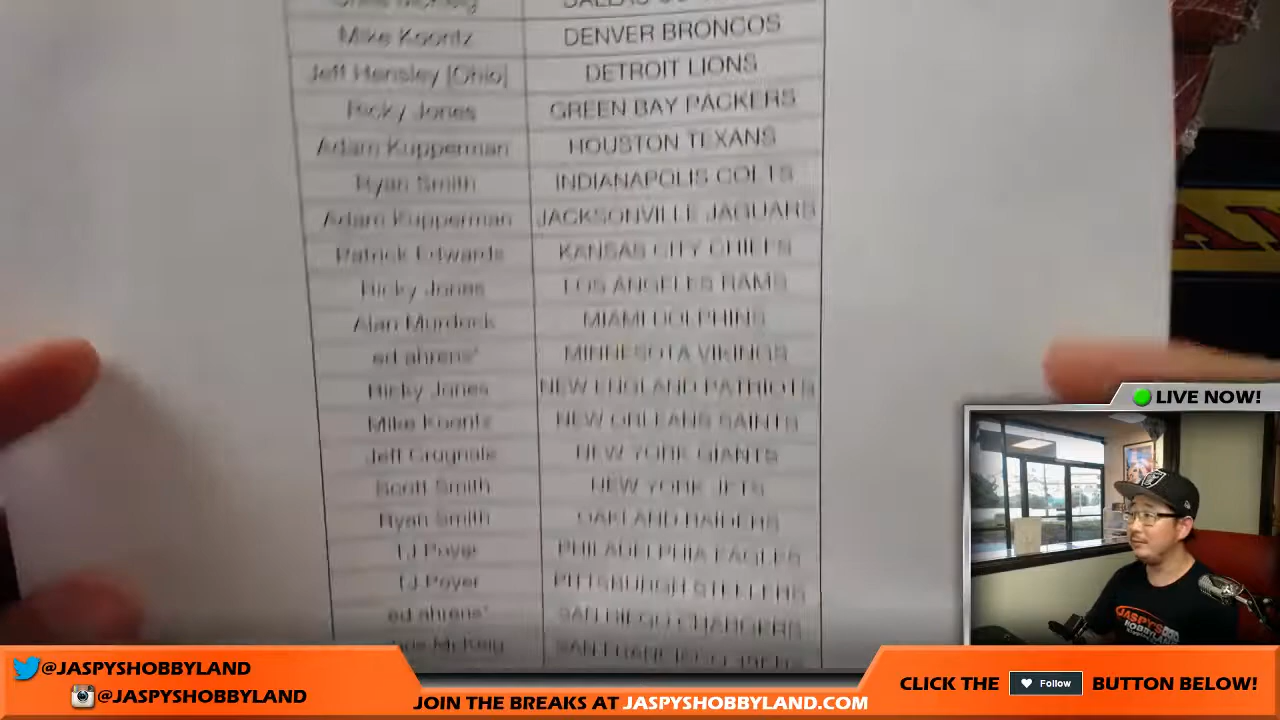 DENVER BRONCOS
Mike Koontz
Jeff Hensley [Ohio] DETROIT LIONS
Ricky Jones GREEN BAY PACKERS
Adam Kupperman HOUSTON TEXANS
Ryan Smith INDIANAPOLIS COLTS
Adam Kupperman JACKSONVILLE JAGUARS
Patrick Edwards KANSAS CITY CHIEFS
Ricky Jones LOS ANGELES RAMS
Alan Murdock MIAMI DOLPHINS
ed ahrens* MINNESOTA VIKINGS
Ricky Jones NEW ENGLAND PATRIOTS
Mike Koontz NEW ORLEANS SAINTS
Jeff NEW YORK GIANTS
Scott Smith NEW YORK JETS
Ryan Smith OAKLAND RAIDERS
TJ Poyer PHILADELPHIA EAGLES
TJ Poyer PITTSBURGH STEELERS
ed ahrens* SAN DIEGO CHARGERS
SAN FRANCISCO 49ERS
LIVE NOW!
JASPY'S
HOBBYLAND
@JASPYSHOBBYLAND
@JASPYSHOBBYLAND
JOIN THE BREAKS AT JASPYSHOBBYLAND.COM
CLICK THE Follow BUTTON BELOW!